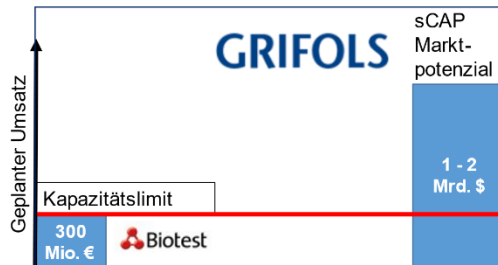 sCAP
Markt-
potenzial
GRIFOLS
Geplanter Umsatz
1 - 2
Mrd. $
Kapazitätslimit
300
Mio. €
Biotest